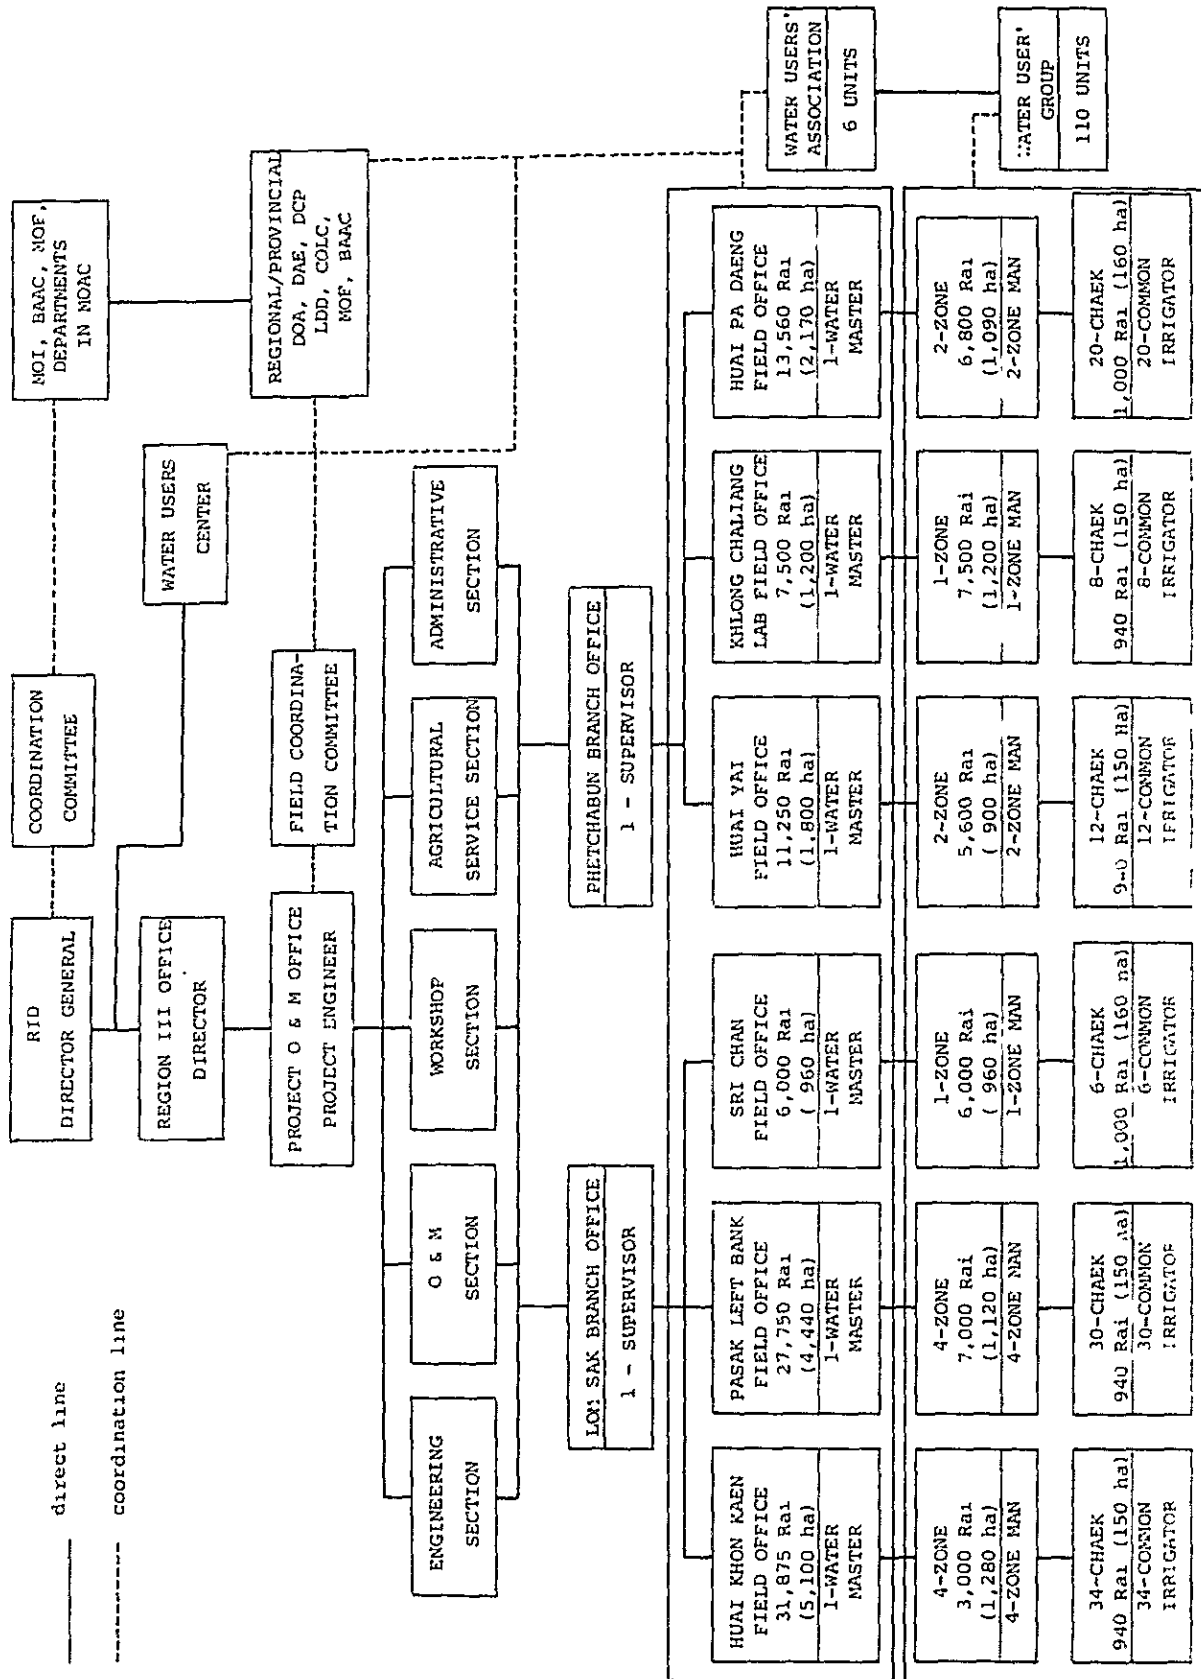 direct line
coordination line
RID
DIRECTOR GENERAL
COORDINATION
COMMITTEE
MOI, BAAC, MOF,
DEPARTMENTS
IN MOAC
REGION III OFFICE
DIRECTOR
WATER USERS
CENTER
REGIONAL/PROVINCIAL
DOA, DAE, DCP
LDD, COLC,
MOF, BAAC
PROJECT O & M OFFICE
PROJECT ENGINEER
FIELD COORDINA-
TION COMMITTEE
ENGINEERING
SECTION
O & M
SECTION
WORKSHOP
SECTION
AGRICULTURAL
SERVICE SECTION
ADMINISTRATIVE
SECTION
LOM SAK BRANCH OFFICE
1 - SUPERVISOR
PHETCHABUN BRANCH OFFICE
1 - SUPERVISOR
HUAI KHON KAEN
FIELD OFFICE
31,875 Rai
(5,100 ha)
1-WATER
MASTER
PASAK LEFT BANK
FIELD OFFICE
27,750 Rai
(4,440 ha)
1-WATER
MASTER
SRI CHAN
FIELD OFFICE
6,000 Rai
( 960 ha)
1-WATER
MASTER
HUAI YAI
FIELD OFFICE
11,250 Rai
(1,800 ha)
1-WATER
MASTER
KHLONG CHALIANG
LAB FIELD OFFICE
7,500 Rai
(1,200 ha)
1-WATER
MASTER
HUAI PA DAENG
FIELD OFFICE
13,560 Rai
(2,170 ha)
1-WATER
MASTER
WATER USERS'
ASSOCIATION
6 UNITS
4-ZONE
3,000 Rai
(1,280 ha)
4-ZONE MAN
4-ZONE
7,000 Rai
(1,120 ha)
4-ZONE MAN
1-ZONE
6,000 Rai
( 960 ha)
1-ZONE MAN
2-ZONE
5,600 Rai
( 900 ha)
2-ZONE MAN
1-ZONE
7,500 Rai
(1,200 ha)
1-ZONE MAN
2-ZONE
6,800 Rai
(1,090 ha)
2-ZONE MAN
USER'
GROUP
110 UNITS
34-CHAEK
940 Rai (150 ha)
34-COMMON
IRRIGATOR
30-CHAEK
940 Rai (150 ha)
30-COMMON
IRRIGATOR
6-CHAEK
1,000 Rai (160 ha)
6-COMMON
IRRIGATOR
12-CHAEK
Rai (150 Ha)
12-COMMON
IRRIGATOR
8-CHAEK
940 Rai (150 ha)
8-COMMON
IRRIGATOR
20-CHAEK
1,000 Rai (160 ha)
20-COMMON
IRRIGATOR